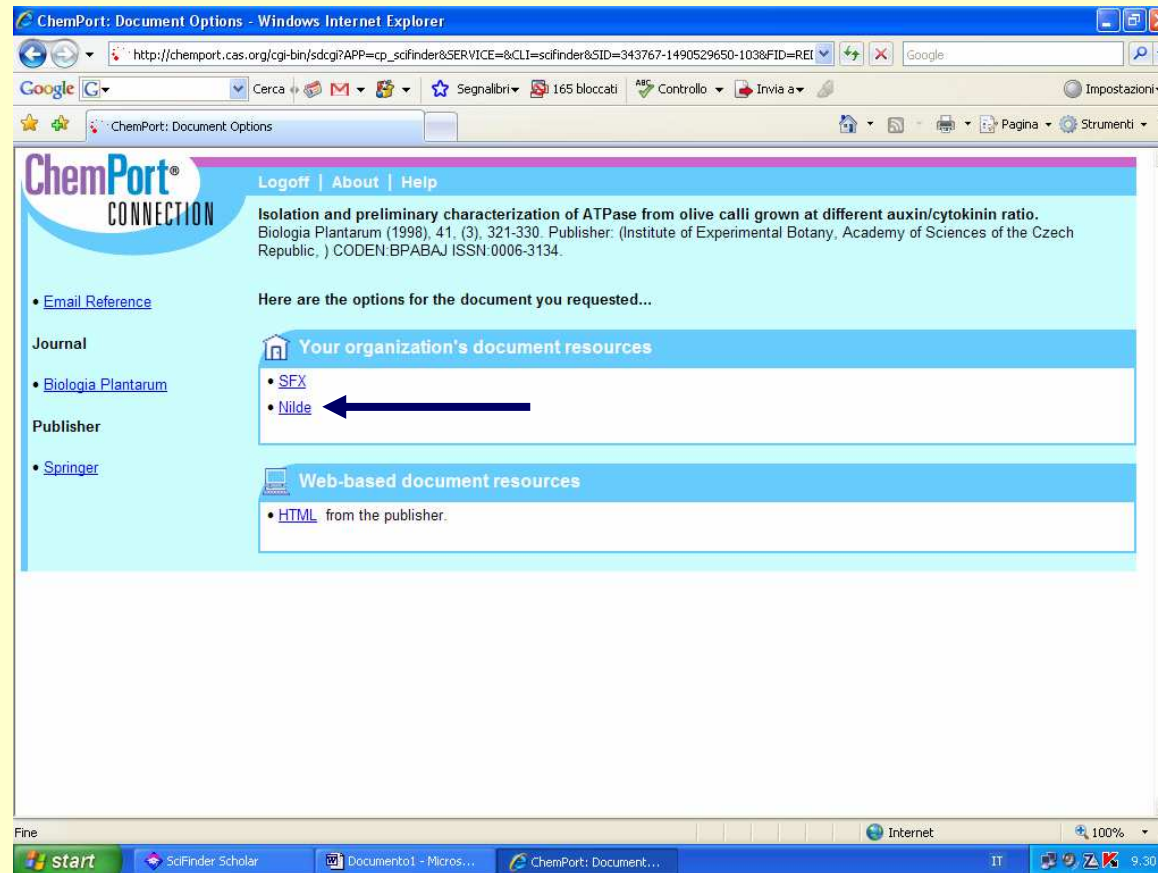 ChemPort: Document Options - Windows Internet Explorer
http://chemport.cas.org/cgi-bin/sdcgi?APP=cp_scifinder&SERVICE=&CLI=scifinder&SID=343767-1490529650-103&FID=REI
Google
Google G
Cerca
Segnalibri
165 bloccati
ABC Controllo
Invia a
Impostazioni
ChemPort: Document Options
Pagina
Strumenti
ChemPort®
CONNECTION
Logoff | About | Help
Isolation and preliminary characterization of ATPase from olive calli grown at different auxin/cytokinin ratio.
Biologia Plantarum (1998), 41, (3), 321-330. Publisher: (Institute of Experimental Botany, Academy of Sciences of the Czech
Republic, ) CODEN:BPABAJ ISSN:0006-3134.
• Email Reference
Journal
• Biologia Plantarum
Publisher
• Springer
Here are the options for the document you requested...
Your organization's document resources
• SFX
• Nilde
Web-based document resources
• HTML from the publisher.
Fine
Internet
100%
start
SciFinder Scholar
Documento1 - Micros...
ChemPort: Document...
IT
9.30